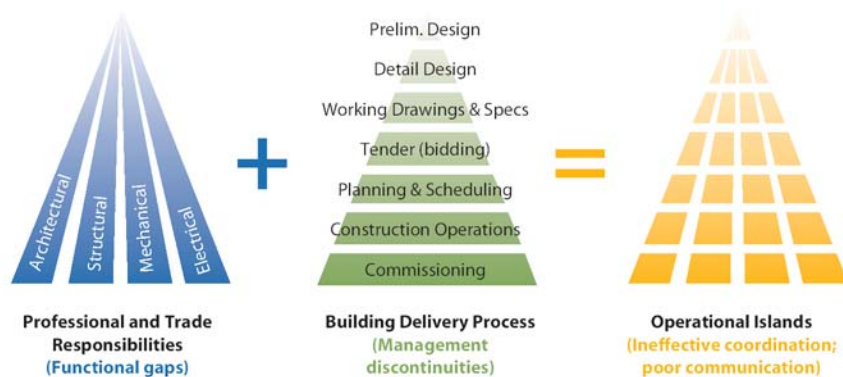 Architectural
Structural
Mechanical
Electrical
+
Prelim. Design
Detail Design
Working Drawings & Specs
Tender (bidding)
Planning & Scheduling
Construction Operations
Commissioning
=
Professional and Trade
Responsibilities
(Functional gaps)
Building Delivery Process
(Management
discontinuities)
Operational Islands
(Ineffective coordination;
poor communication)